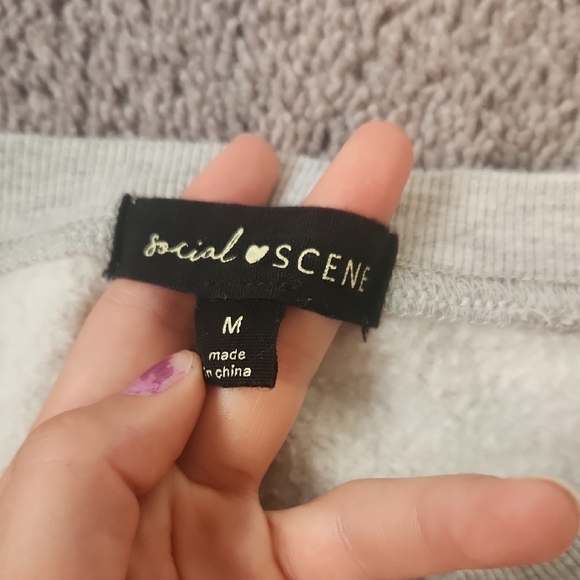 social ♥ SCENE
M
made
in china